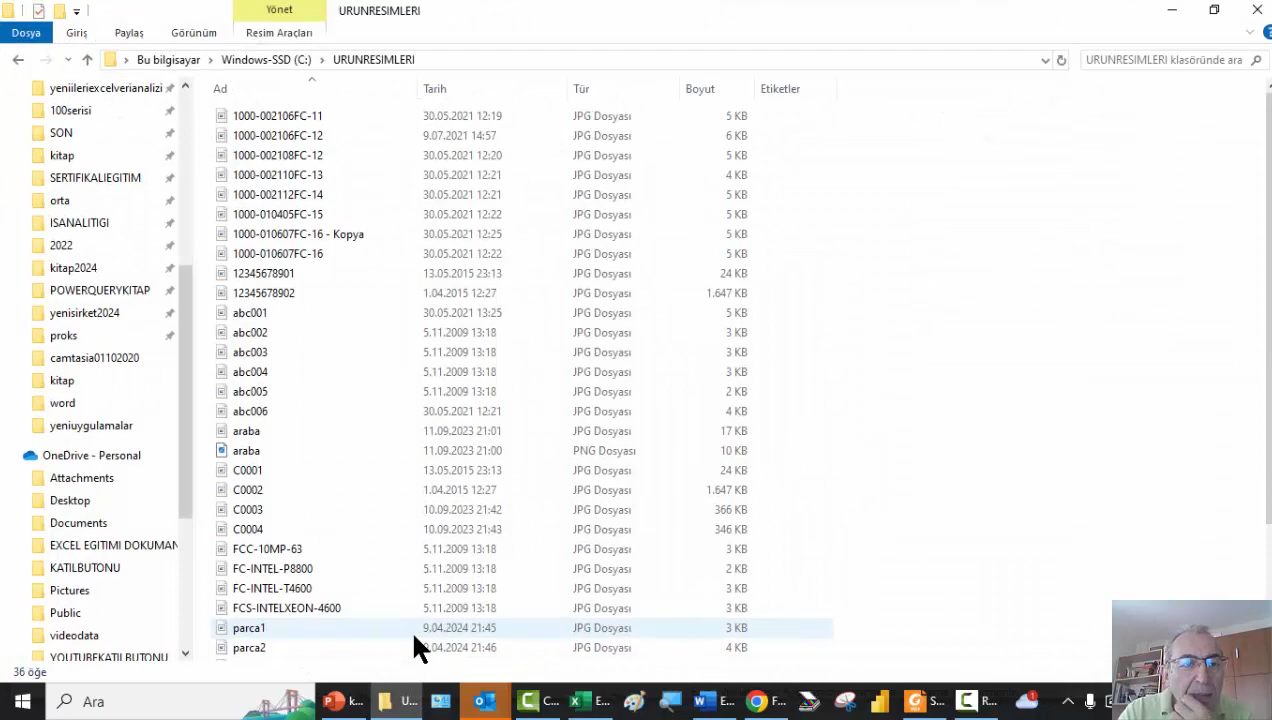 Yönet
URUNRESIMLERI
Dosya
Giriş
Paylaş
Görünüm
Resim Araçları
Bu bilgisayar
Windows-SSD (C:)
URUNRESIMLERI
URUNRESIMLERI klasöründe ara
yeniileriexcelverianalizi
100serisi
SON
kitap
SERTIFIKALIEGITIM
orta
ISANALITIGI
2022
kitap2024
POWERQUERYKITAP
yenisirket2024
proks
camtasia01102020
kitap
word
yeniuygulamalar
OneDrive - Personal
Attachments
Desktop
Documents
EXCEL EGITIMI DOKUMAN
KATILBUTONU
Pictures
Public
videodata
YOUTUBEKATILBUTONU
Ad Tarih Tür Boyut Etiketler
1000-002106FC-11 30.05.2021 12:19 JPG Dosyası 5 KB
1000-002106FC-12 9.07.2021 14:57 JPG Dosyası 6 KB
1000-002108FC-12 30.05.2021 12:20 JPG Dosyası 5 KB
1000-002110FC-13 30.05.2021 12:21 JPG Dosyası 4 KB
1000-002112FC-14 30.05.2021 12:21 JPG Dosyası 5 KB
1000-010405FC-15 30.05.2021 12:22 JPG Dosyası 5 KB
1000-010607FC-16 - Kopya 30.05.2021 12:25 JPG Dosyası 5 KB
1000-010607FC-16 30.05.2021 12:22 JPG Dosyası 5 KB
12345678901 13.05.2015 23:13 JPG Dosyası 24 KB
12345678902 1.04.2015 12:27 JPG Dosyası 1.647 KB
abc001 30.05.2021 13:25 JPG Dosyası 5 KB
abc002 5.11.2009 13:18 JPG Dosyası 3 KB
abc003 5.11.2009 13:18 JPG Dosyası 3 KB
abc004 5.11.2009 13:18 JPG Dosyası 3 KB
abc005 5.11.2009 13:18 JPG Dosyası 2 KB
abc006 30.05.2021 12:21 JPG Dosyası 4 KB
araba 11.09.2023 21:01 JPG Dosyası 17 KB
araba 11.09.2023 21:00 PNG Dosyası 10 KB
C0001 13.05.2015 23:13 JPG Dosyası 24 KB
C0002 1.04.2015 12:27 JPG Dosyası 1.647 KB
C0003 10.09.2023 21:42 JPG Dosyası 366 KB
C0004 10.09.2023 21:43 JPG Dosyası 346 KB
FCC-10MP-63 5.11.2009 13:18 JPG Dosyası 3 KB
FC-INTEL-P8800 5.11.2009 13:18 JPG Dosyası 2 KB
FC-INTEL-T4600 5.11.2009 13:18 JPG Dosyası 3 KB
FCS-INTELXEON-4600 5.11.2009 13:18 JPG Dosyası 3 KB
parca1 9.04.2024 21:45 JPG Dosyası 3 KB
parca2 21:46 JPG Dosyası 4 KB
36 öğe
Ara
k...
U...
C...
E...
E...
F...
R...